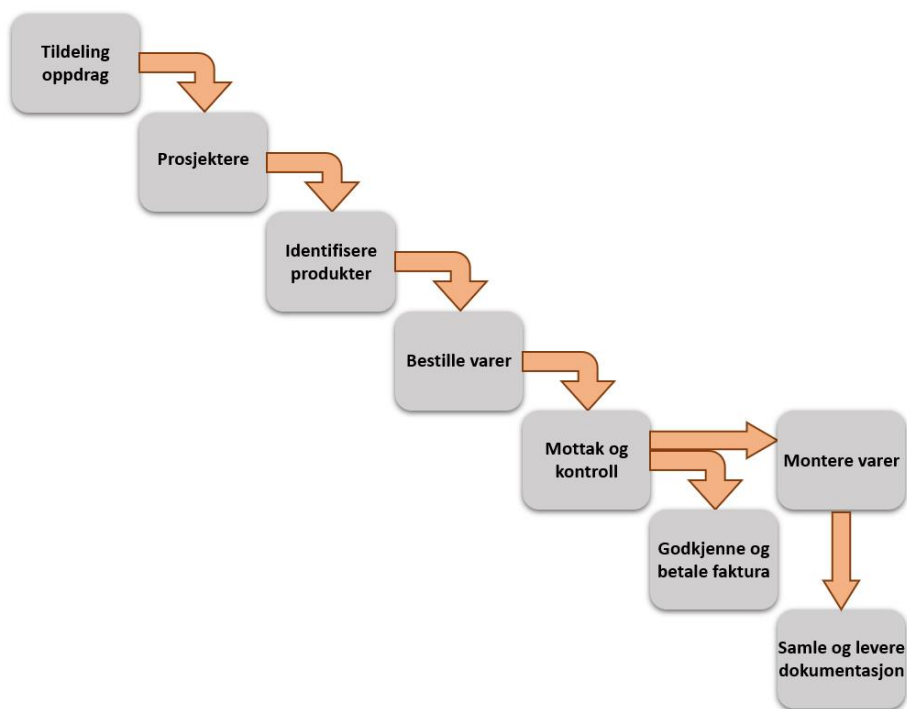 Tildeling
oppdrag
Prosjektere
Identifisere
produkter
Bestille varer
Mottak og
kontroll
Montere varer
Godkjenne og
betale faktura
Samle og levere
dokumentasjon